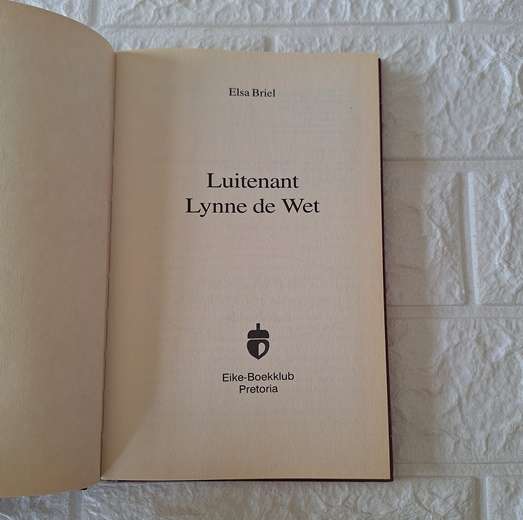 Elsa Briel
Luitenant
Lynne de Wet
Eike-Boekklub
Pretoria